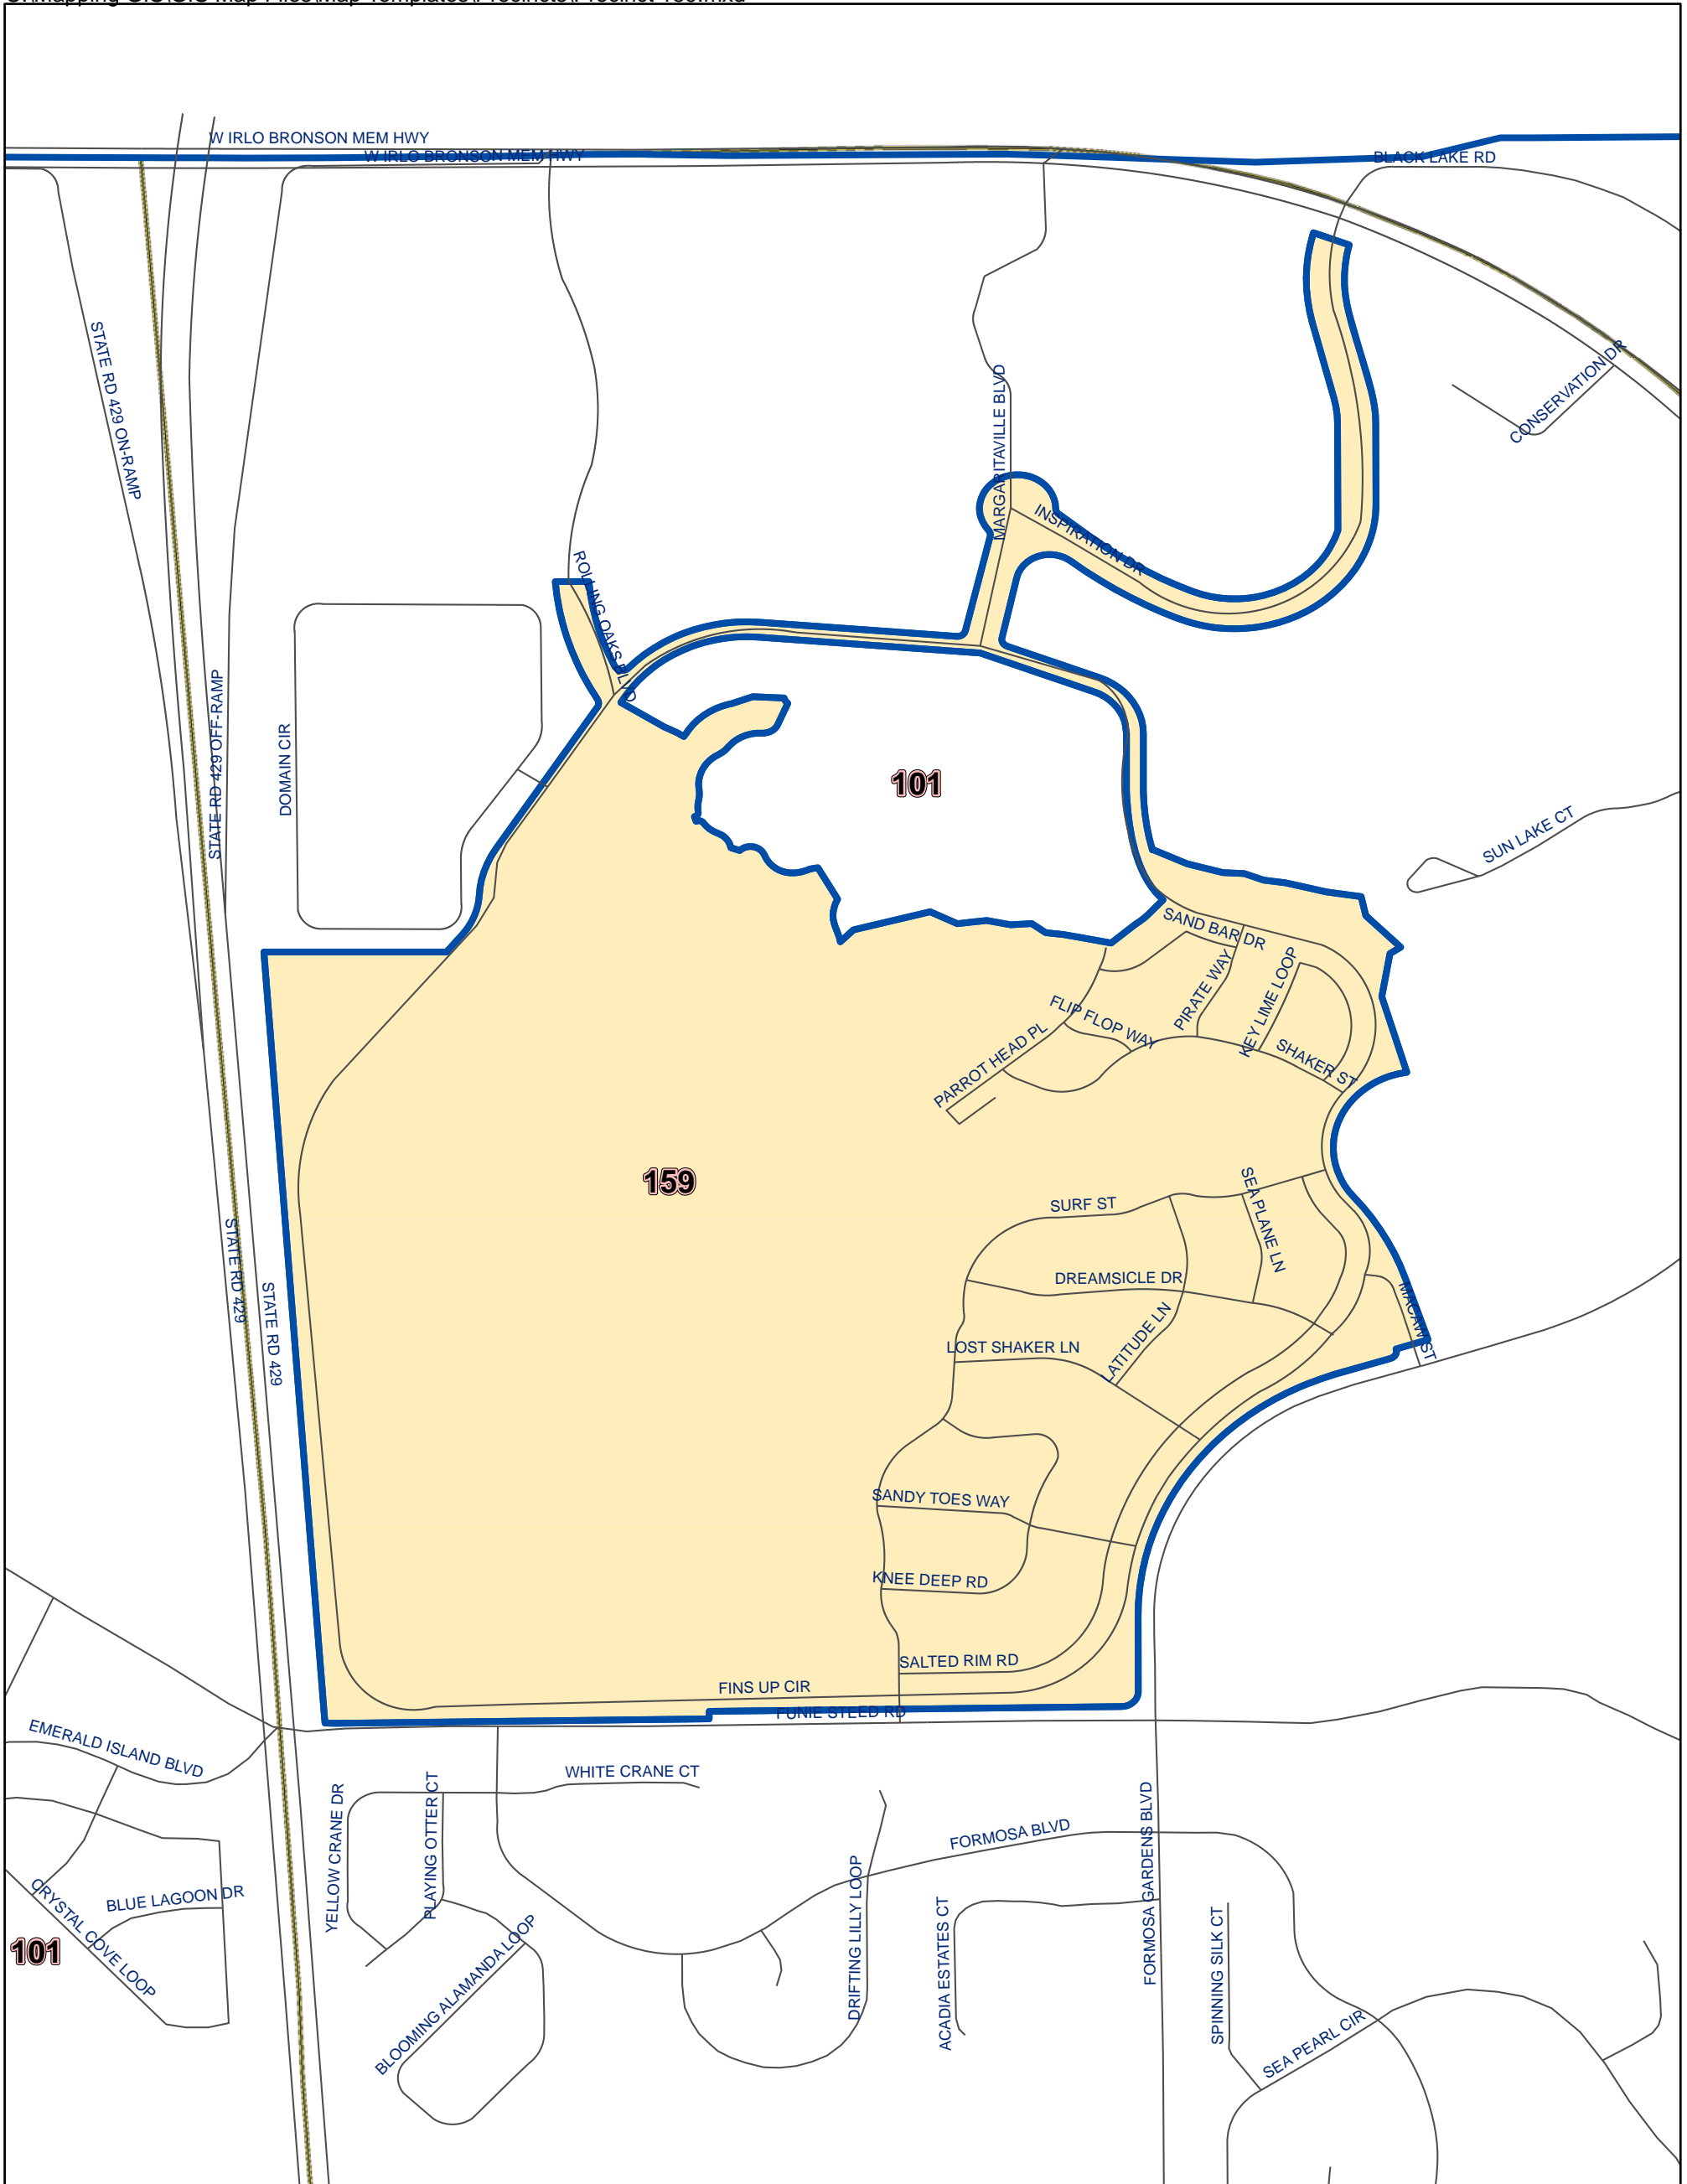 W IRLO BRONSON MEM HWY
W IRLO BRONSON MEM HWY
BLACK LAKE RD
STATE RD 429 ON-RAMP
CONSERVATION DR
MARGARITAVILLE BLVD
INSPIRATION DR
ROLLING OAKS BLVD
STATE RD 429 OFF-RAMP
DOMAIN CIR
101
SUN LAKE CT
SAND BAR DR
PIRATE WAY
KEY LIME LOOP
FLIP FLOP WAY
PARROT HEAD PL
SHAKER ST
159
SURF ST
SEA PLANE LN
STATE RD 429
STATE RD 429
DREAMSICLE DR
MACAW ST
LATITUDE LN
LOST SHAKER LN
SANDY TOES WAY
KNEE DEEP RD
SALTED RIM RD
FINS UP CIR
FUNIE STEED RD
EMERALD ISLAND BLVD
WHITE CRANE CT
YELLOW CRANE DR
PLAYING OTTER CT
FORMOSA BLVD
FORMOSA GARDENS BLVD
DRIFTING LILLY LOOP
BLUE LAGOON DR
CRYSTAL COVE LOOP
101
BLOOMING ALAMANDA LOOP
ACADIA ESTATES CT
SPINNING SILK CT
SEA PEARL CIR